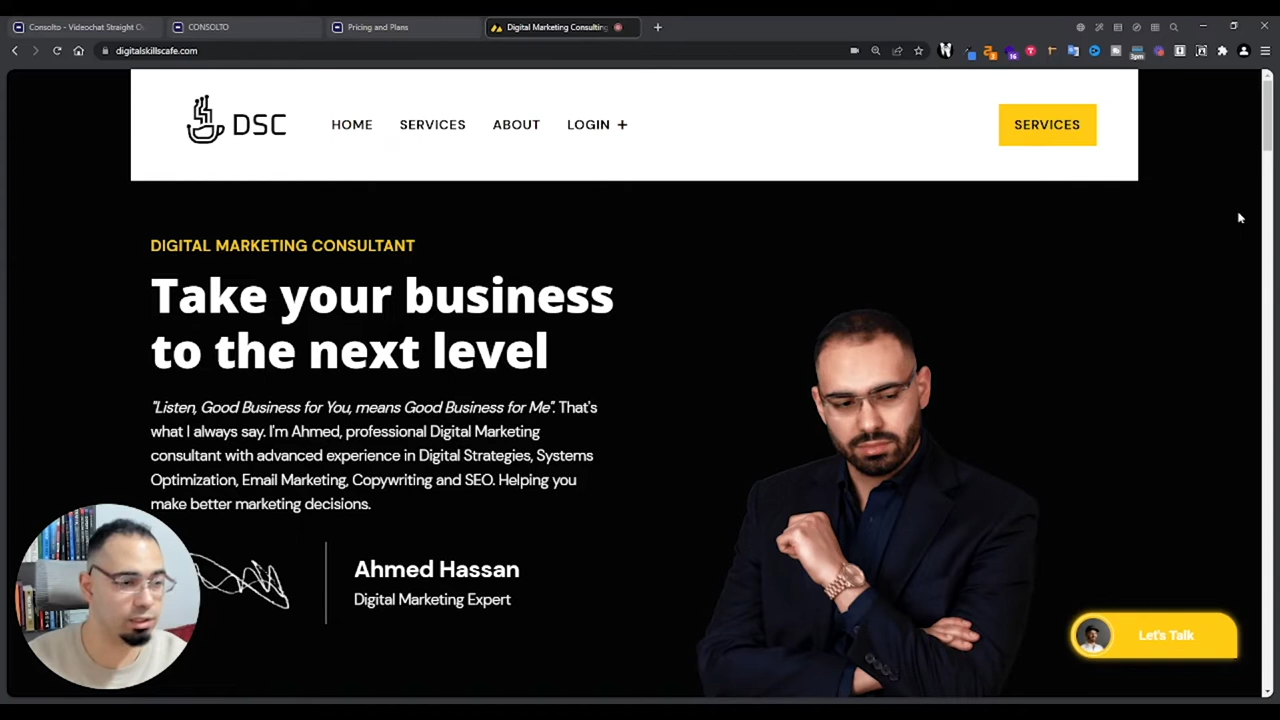 Consolto - Videochat Straight O
CONSOLTO
Pricing and Plans
Digital Marketing Consulting
digitalskillscafe.com
16
3pm
DSC
HOME
SERVICES
ABOUT
LOGIN +
SERVICES
DIGITAL MARKETING CONSULTANT
Take your business
to the next level
"Listen, Good Business for You, means Good Business for Me". That's
what I always say. I'm Ahmed, professional Digital Marketing
consultant with advanced experience in Digital Strategies, Systems
Optimization, Email Marketing, Copywriting and SEO. Helping you
make better marketing decisions.
Ahmed Hassan
Digital Marketing Expert
Let's Talk